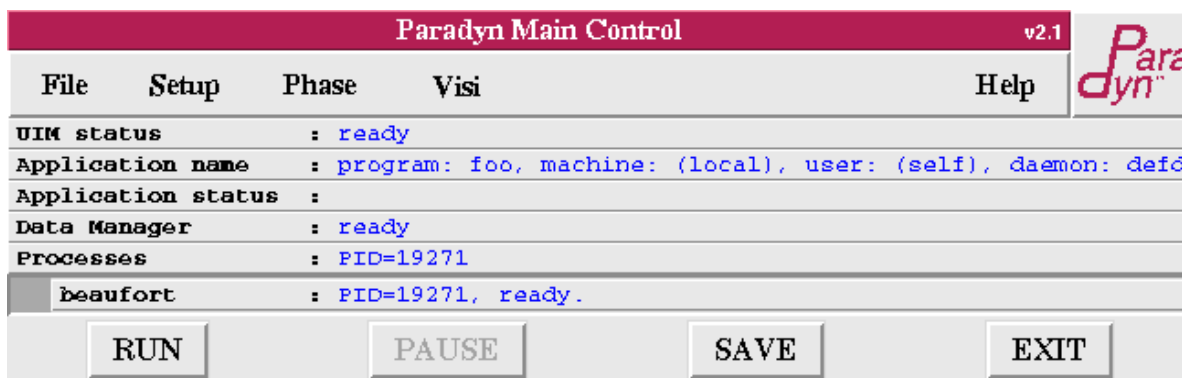 Paradyn Main Control v2.1
Paradyn
File Setup Phase Visi Help
UIM status : ready
Application name : program: foo, machine: (local), user: (self), daemon: defd
Application status :
Data Manager : ready
Processes : PID=19271
beaufort : PID=19271, ready.
RUN PAUSE SAVE EXIT